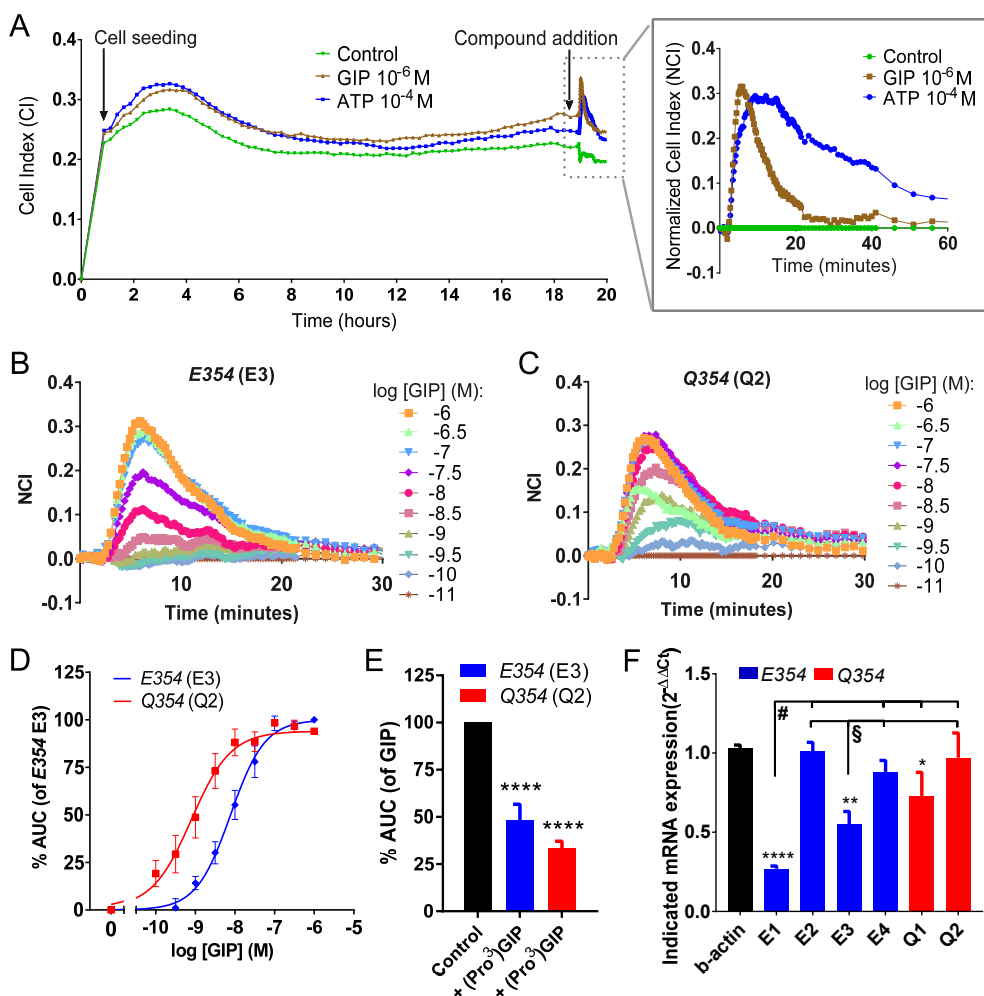 A
Cell Index (CI)
0.4
0.3
0.2
0.1
0.0
Cell seeding
Compound addition
Control
GIP 10⁻⁶ M
ATP 10⁻⁴ M
0 2 4 6 8 10 12 14 16 18 20
Time (hours)
Normalized Cell Index (NCI)
0.4
0.3
0.2
0.1
0.0
-0.1
Control
GIP 10⁻⁶ M
ATP 10⁻⁴ M
20 40 60
Time (minutes)
B
E354 (E3)
NCI
0.4
0.3
0.2
0.1
0.0
-0.1
10 20 30
Time (minutes)
log [GIP] (M):
-6
-6.5
-7
-7.5
-8
-8.5
-9
-9.5
-10
-11
C
Q354 (Q2)
NCI
0.4
0.3
0.2
0.1
0.0
-0.1
10 20 30
Time (minutes)
log [GIP] (M):
-6
-6.5
-7
-7.5
-8
-8.5
-9
-9.5
-10
-11
D
% AUC (of E354 E3)
125
100
75
50
25
0
E354 (E3)
Q354 (Q2)
0 -10 -9 -8 -7 -6 -5
log [GIP] (M)
E
% AUC (of GIP)
125
100
75
50
25
0
E354 (E3)
Q354 (Q2)
****
****
Control
+ (Pro³)GIP
+ (Pro³)GIP
F
Indicated mRNA expression(2^-ΔΔCt)
1.5
1.0
0.5
0.0
E354
Q354
#
§
****
**
*
b-actin
E1
E2
E3
E4
Q1
Q2